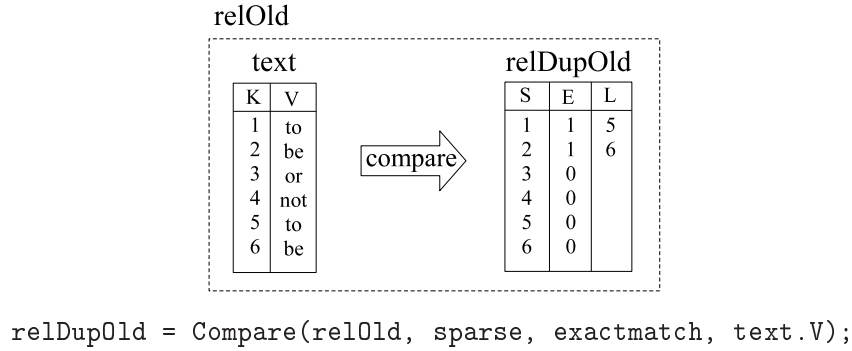 relOld
text relDupOld
K V S E L
1 to 1 1 5
2 be compare 2 1 6
3 or 3 0
4 not 4 0
5 to 5 0
6 be 6 0
relDupOld = Compare(relOld, sparse, exactmatch, text.V);